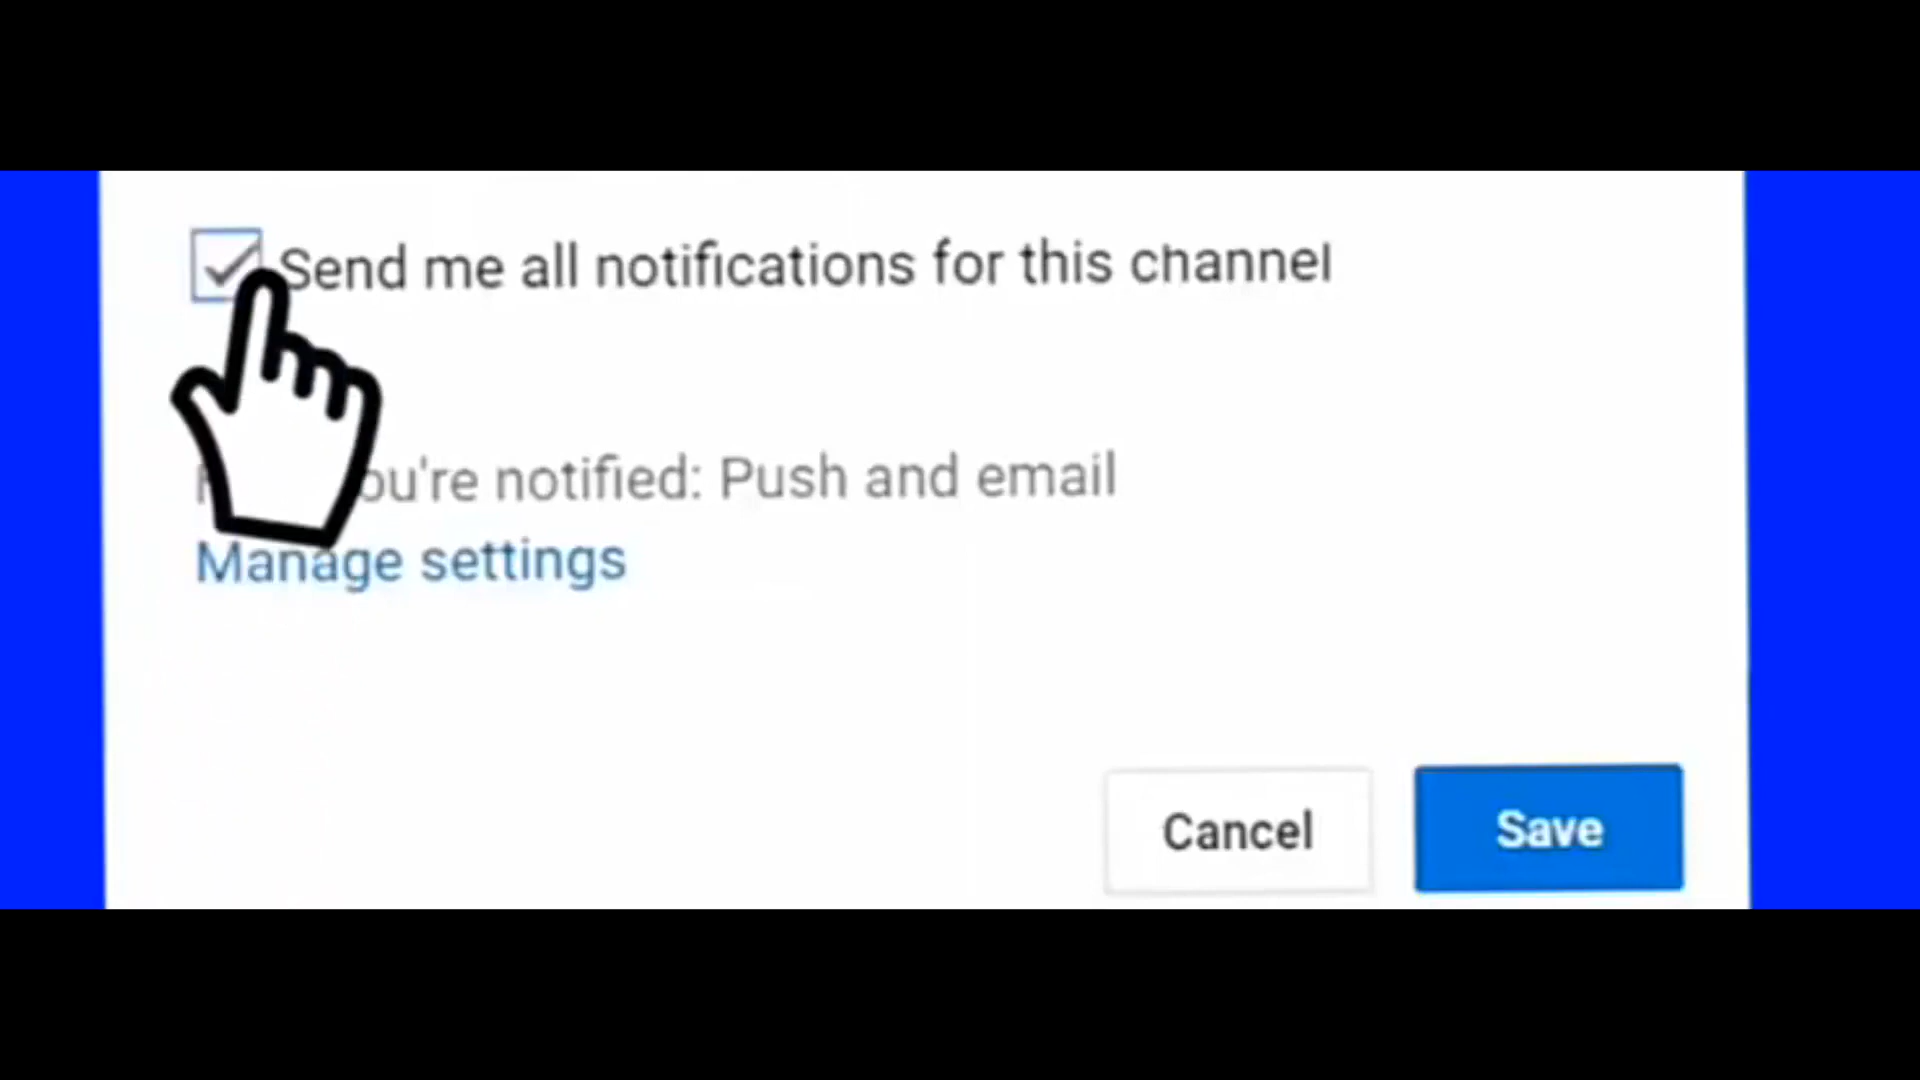 Send me all notifications for this channel
ou're notified: Push and email
Manage settings
Cancel
Save